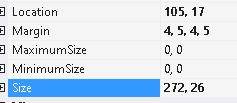 Location 105, 17
Margin 4, 5, 4, 5
MaximumSize 0, 0
MinimumSize 0, 0
Size 272, 26